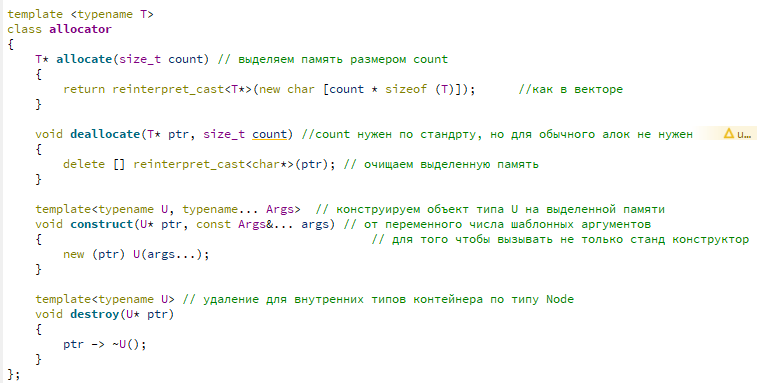 template <typename T>
class allocator
{
    T* allocate(size_t count) // выделяем память размером count
    {
        return reinterpret_cast<T*>(new char [count * sizeof (T)]);      //как в векторе
    }

    void deallocate(T* ptr, size_t count) //count нужен по стандрту, но для обычного алок не нужен    u…
    {
        delete [] reinterpret_cast<char*>(ptr); // очищаем выделенную память
    }

    template<typename U, typename... Args>  // конструируем объект типа U на выделенной памяти
    void construct(U* ptr, const Args&... args) // от переменного числа шаблонных аргументов
    {                                               // для того чтобы вызывать не только станд конструктор
        new (ptr) U(args...);
    }

    template<typename U> // удаление для внутренних типов контейнера по типу Node
    void destroy(U* ptr)
    {
        ptr -> ~U();
    }
};